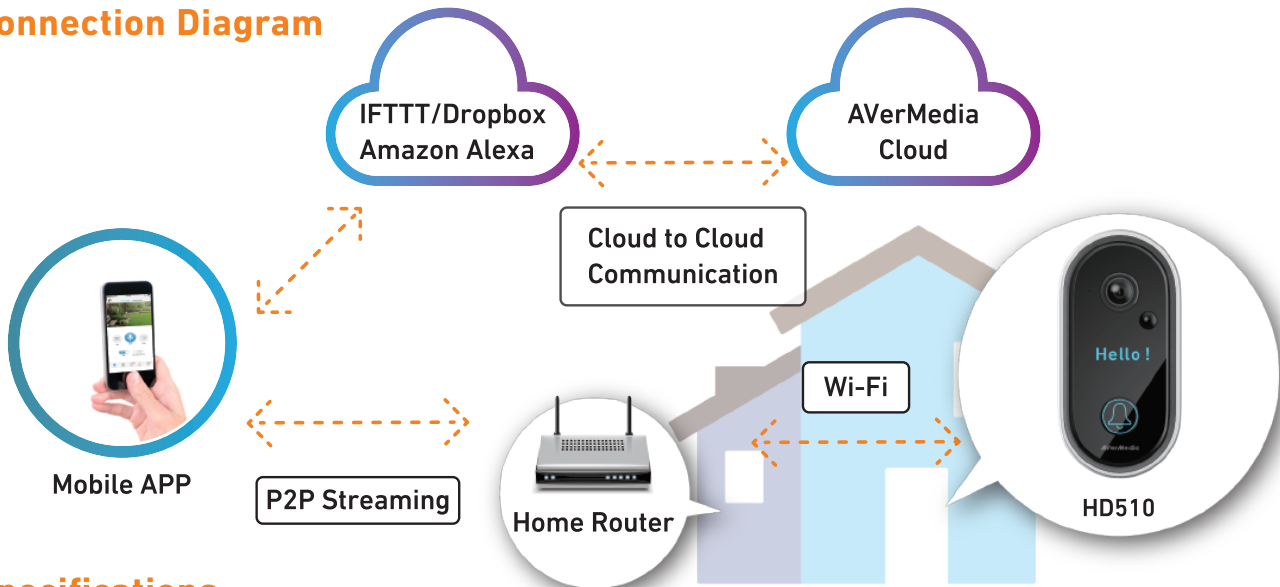 onnection Diagram
IFTTT/Dropbox
Amazon Alexa
AVerMedia
Cloud
Cloud to Cloud
Communication
Hello !
Wi-Fi
AVerMedia
Mobile APP
P2P Streaming
Home Router
HD510
pecifications